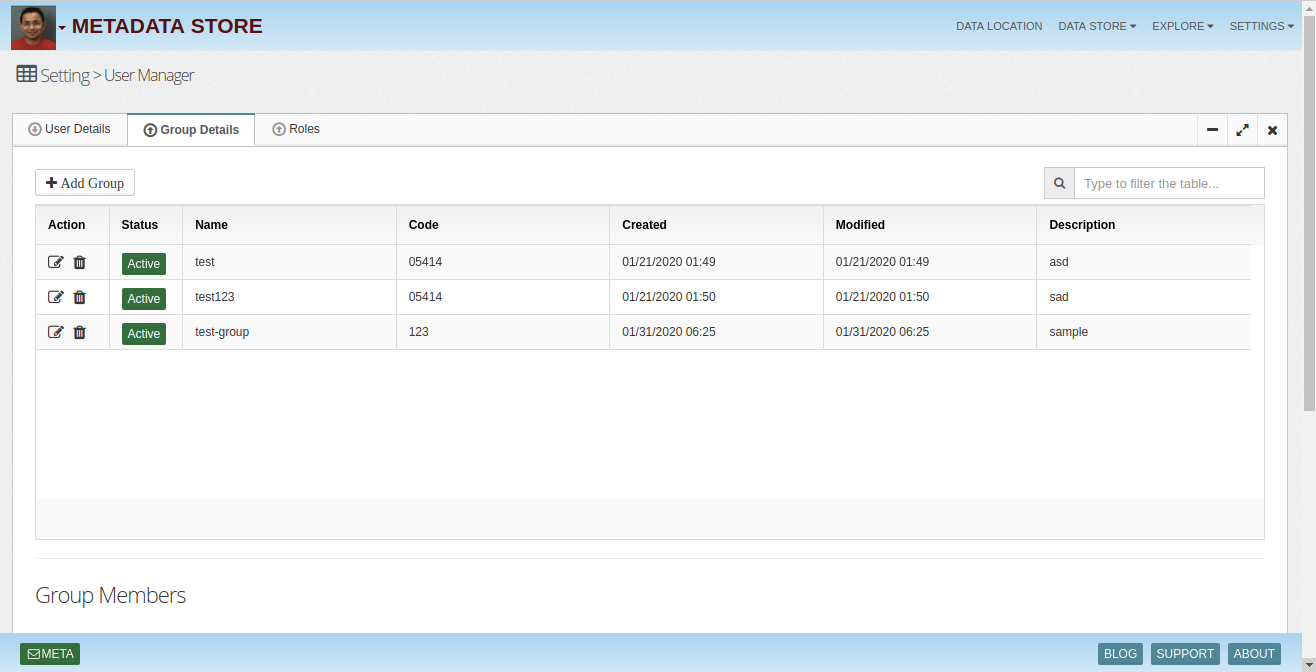 METADATA STORE
DATA LOCATION DATA STORE EXPLORE SETTINGS
Setting > User Manager
User Details Group Details Roles
Add Group
Type to filter the table...
Action Status Name Code Created Modified Description
Active test 05414 01/21/2020 01:49 01/21/2020 01:49 asd
Active test123 05414 01/21/2020 01:50 01/21/2020 01:50 sad
Active test-group 123 01/31/2020 06:25 01/31/2020 06:25 sample
Group Members
META BLOG SUPPORT ABOUT